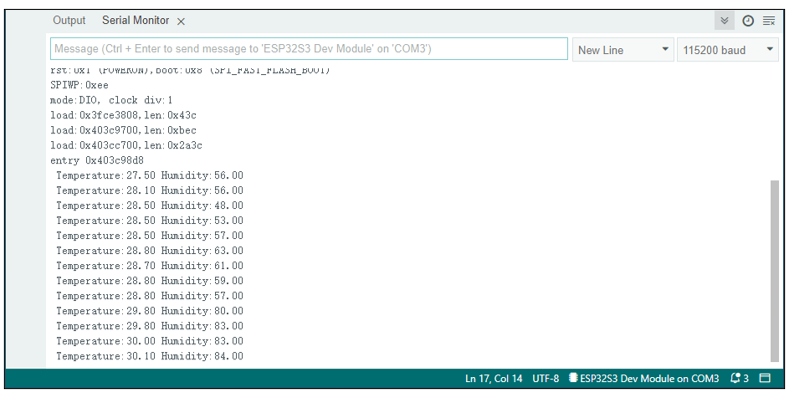 Output Serial Monitor ×
Message (Ctrl + Enter to send message to 'ESP32S3 Dev Module' on 'COM3')
New Line
115200 baud
rst:0x1 (POWERON),boot:0x8 (SPI_FAST_FLASH_BOOT)
SPIWP:0xee
mode:DIO, clock div:1
load:0x3fce3808,len:0x43c
load:0x403c9700,len:0xbec
load:0x403cc700,len:0x2a3c
entry 0x403c98d8
Temperature:27.50 Humidity:56.00
Temperature:28.10 Humidity:56.00
Temperature:28.50 Humidity:48.00
Temperature:28.50 Humidity:53.00
Temperature:28.50 Humidity:57.00
Temperature:28.80 Humidity:63.00
Temperature:28.70 Humidity:61.00
Temperature:28.80 Humidity:59.00
Temperature:28.80 Humidity:57.00
Temperature:29.80 Humidity:80.00
Temperature:29.80 Humidity:83.00
Temperature:30.00 Humidity:83.00
Temperature:30.10 Humidity:84.00
Ln 17, Col 14 UTF-8 ESP32S3 Dev Module on COM3 3